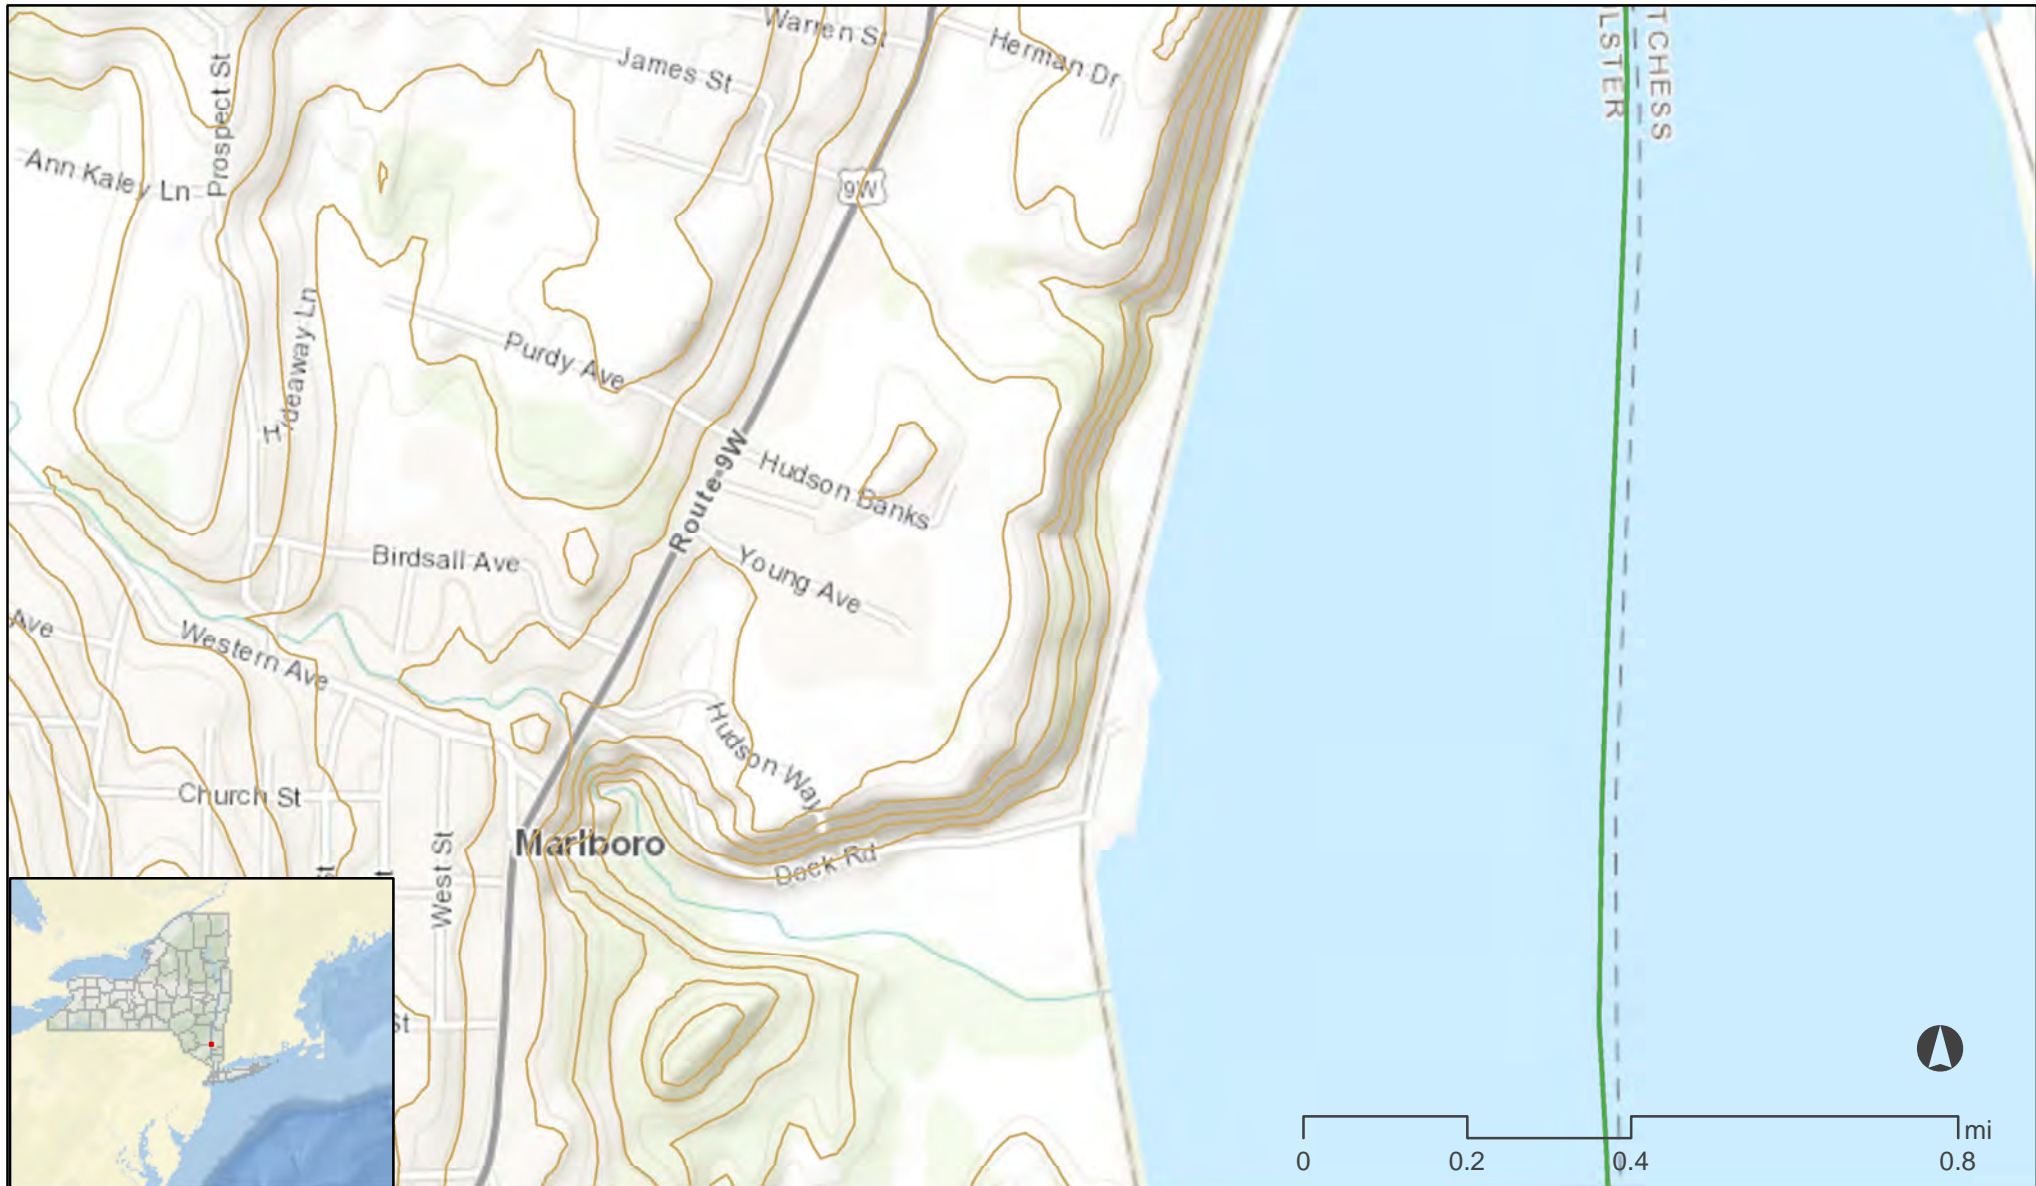 Warren St
Herman Dr
James St
Prospect St
LSTER
TCHESS
Ann Kaley Ln
9W
Hideaway Ln
Purdy Ave
Route 9W
Hudson Banks
Birdsall Ave
Young Ave
Ave
Western Ave
Hudson Way
Church St
Marlboro
West St
Dock Rd
st
t
St
mi
0
0.2
0.4
0.8